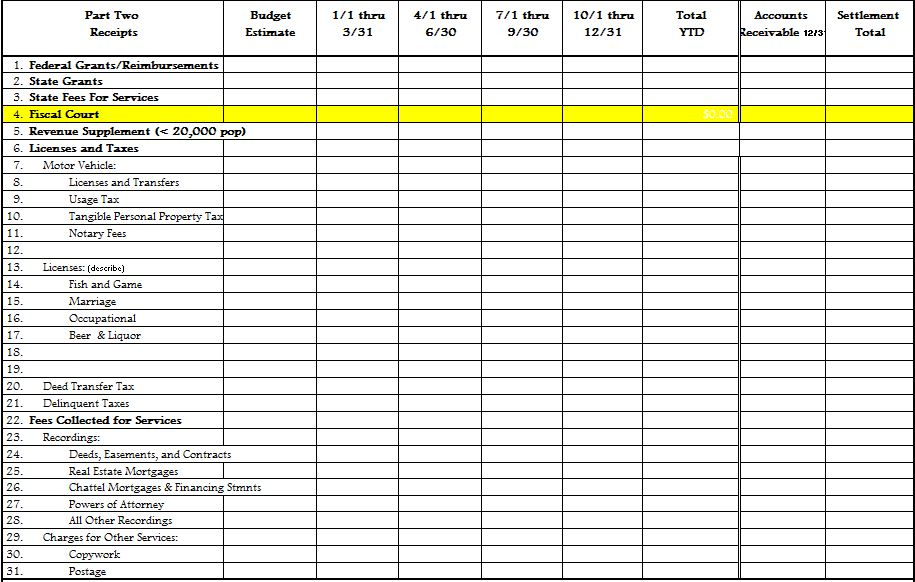 Part Two Budget 1/1 thru 4/1 thru 7/1 thru 10/1 thru Total Accounts Settlement
Receipts Estimate 3/31 6/30 9/30 12/31 YTD Receivable 12/31 Total
1. Federal Grants/Reimbursements
2. State Grants
3. State Fees For Services
4. Fiscal Court $0.00
5. Revenue Supplement (< 20,000 pop)
6. Licenses and Taxes
7. Motor Vehicle:
8. Licenses and Transfers
9. Usage Tax
10. Tangible Personal Property Tax
11. Notary Fees
12.
13. Licenses: (describe)
14. Fish and Game
15. Marriage
16. Occupational
17. Beer & Liquor
18.
19.
20. Deed Transfer Tax
21. Delinquent Taxes
22. Fees Collected for Services
23. Recordings:
24. Deeds, Easements, and Contracts
25. Real Estate Mortgages
26. Chattel Mortgages & Financing Stmnts
27. Powers of Attorney
28. All Other Recordings
29. Charges for Other Services:
30. Copywork
31. Postage